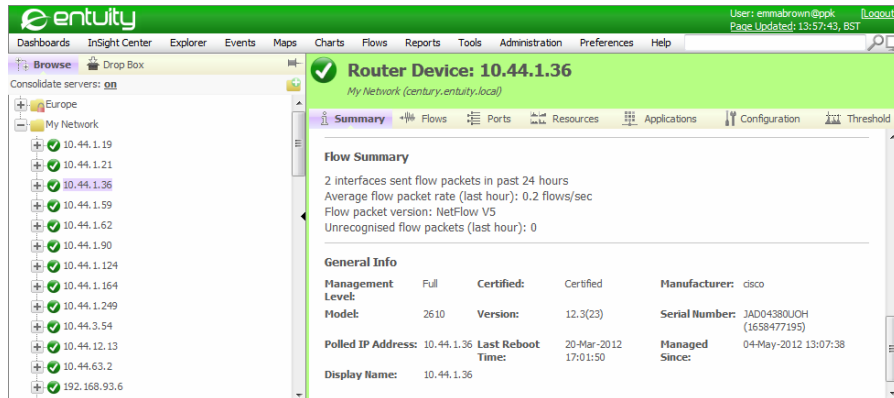 entuity
User: emmabrown@ppk [Logout
Page Updated: 13:57:43, BST
Dashboards InSight Center Explorer Events Maps Charts Flows Reports Tools Administration Preferences Help
Browse Drop Box
Consolidate servers: on
Europe
My Network
10.44.1.19
10.44.1.21
10.44.1.36
10.44.1.59
10.44.1.62
10.44.1.90
10.44.1.124
10.44.1.164
10.44.1.249
10.44.3.54
10.44.12.13
10.44.63.2
192.168.93.6
Router Device: 10.44.1.36
My Network (century.entuity.local)
Summary Flows Ports Resources Applications Configuration Threshold
Flow Summary
2 interfaces sent flow packets in past 24 hours
Average flow packet rate (last hour): 0.2 flows/sec
Flow packet version: NetFlow V5
Unrecognised flow packets (last hour): 0
General Info
Management Level: Full Certified: Certified Manufacturer: cisco
Model: 2610 Version: 12.3(23) Serial Number: JAD04380UOH
(1658477195)
Polled IP Address: 10.44.1.36 Last Reboot Time: 20-Mar-2012 17:01:50 Managed Since: 04-May-2012 13:07:38
Display Name: 10.44.1.36